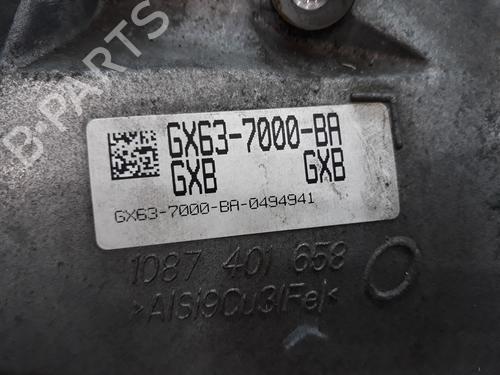 B-PARTS
GX63-7000-BA
GXB GXB
GX63-7000-BA-0494941
1087 401 658
>AlSi9Cu3(Fe)<